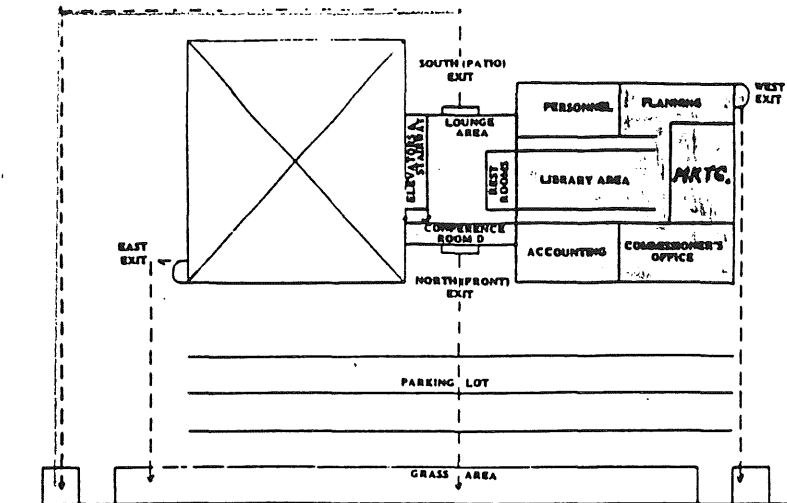 SOUTH (PATIO)
EXIT
WEST
EXIT
PERSONNEL
PLANNING
LOUNGE
AREA
ELEVATORS &
STAIRWAY
REST
ROOMS
LIBRARY AREA
MKTG.
CONFERENCE
ROOM D
ACCOUNTING
COMMISSIONER'S
OFFICE
EAST
EXIT
NORTH (FRONT)
EXIT
PARKING LOT
GRASS AREA